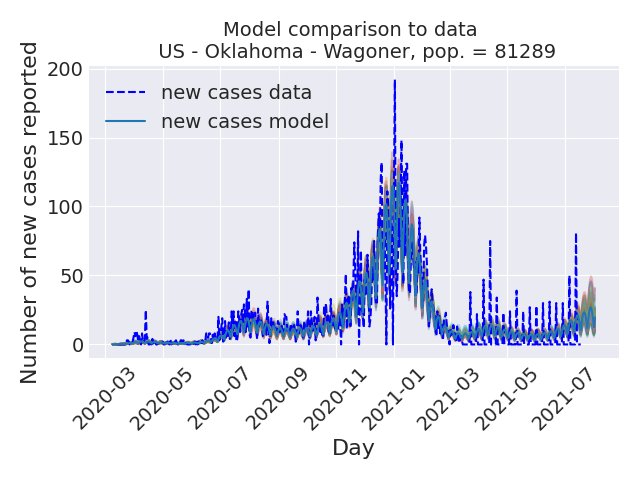 Model comparison to data
US - Oklahoma - Wagoner, pop. = 81289
Number of new cases reported
200
150
100
50
0
new cases data
new cases model
2020-03
2020-05
2020-07
2020-09
2020-11
2021-01
2021-03
2021-05
2021-07
Day